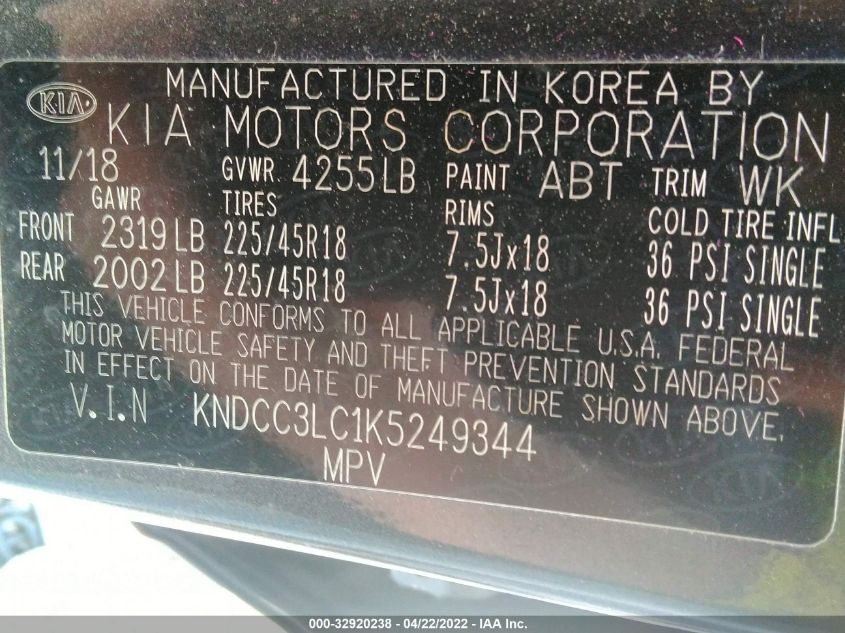 MANUFACTURED IN KOREA BY
KIA KIA MOTORS CORPORATION
11/18 GVWR 4255LB PAINT ABT TRIM WK
GAWR TIRES RIMS COLD TIRE INFL
FRONT 2319LB 225/45R18 7.5Jx18 36 PSI SINGLE
REAR 2002LB 225/45R18 7.5Jx18 36 PSI SINGLE
THIS VEHICLE CONFORMS TO ALL APPLICABLE U.S.A. FEDERAL
MOTOR VEHICLE SAFETY AND THEFT PREVENTION STANDARDS
IN EFFECT ON THE DATE OF MANUFACTURE SHOWN ABOVE.
V.I.N KNDCC3LC1K5249344
MPV
000-32920238 - 04/22/2022 - IAA Inc.